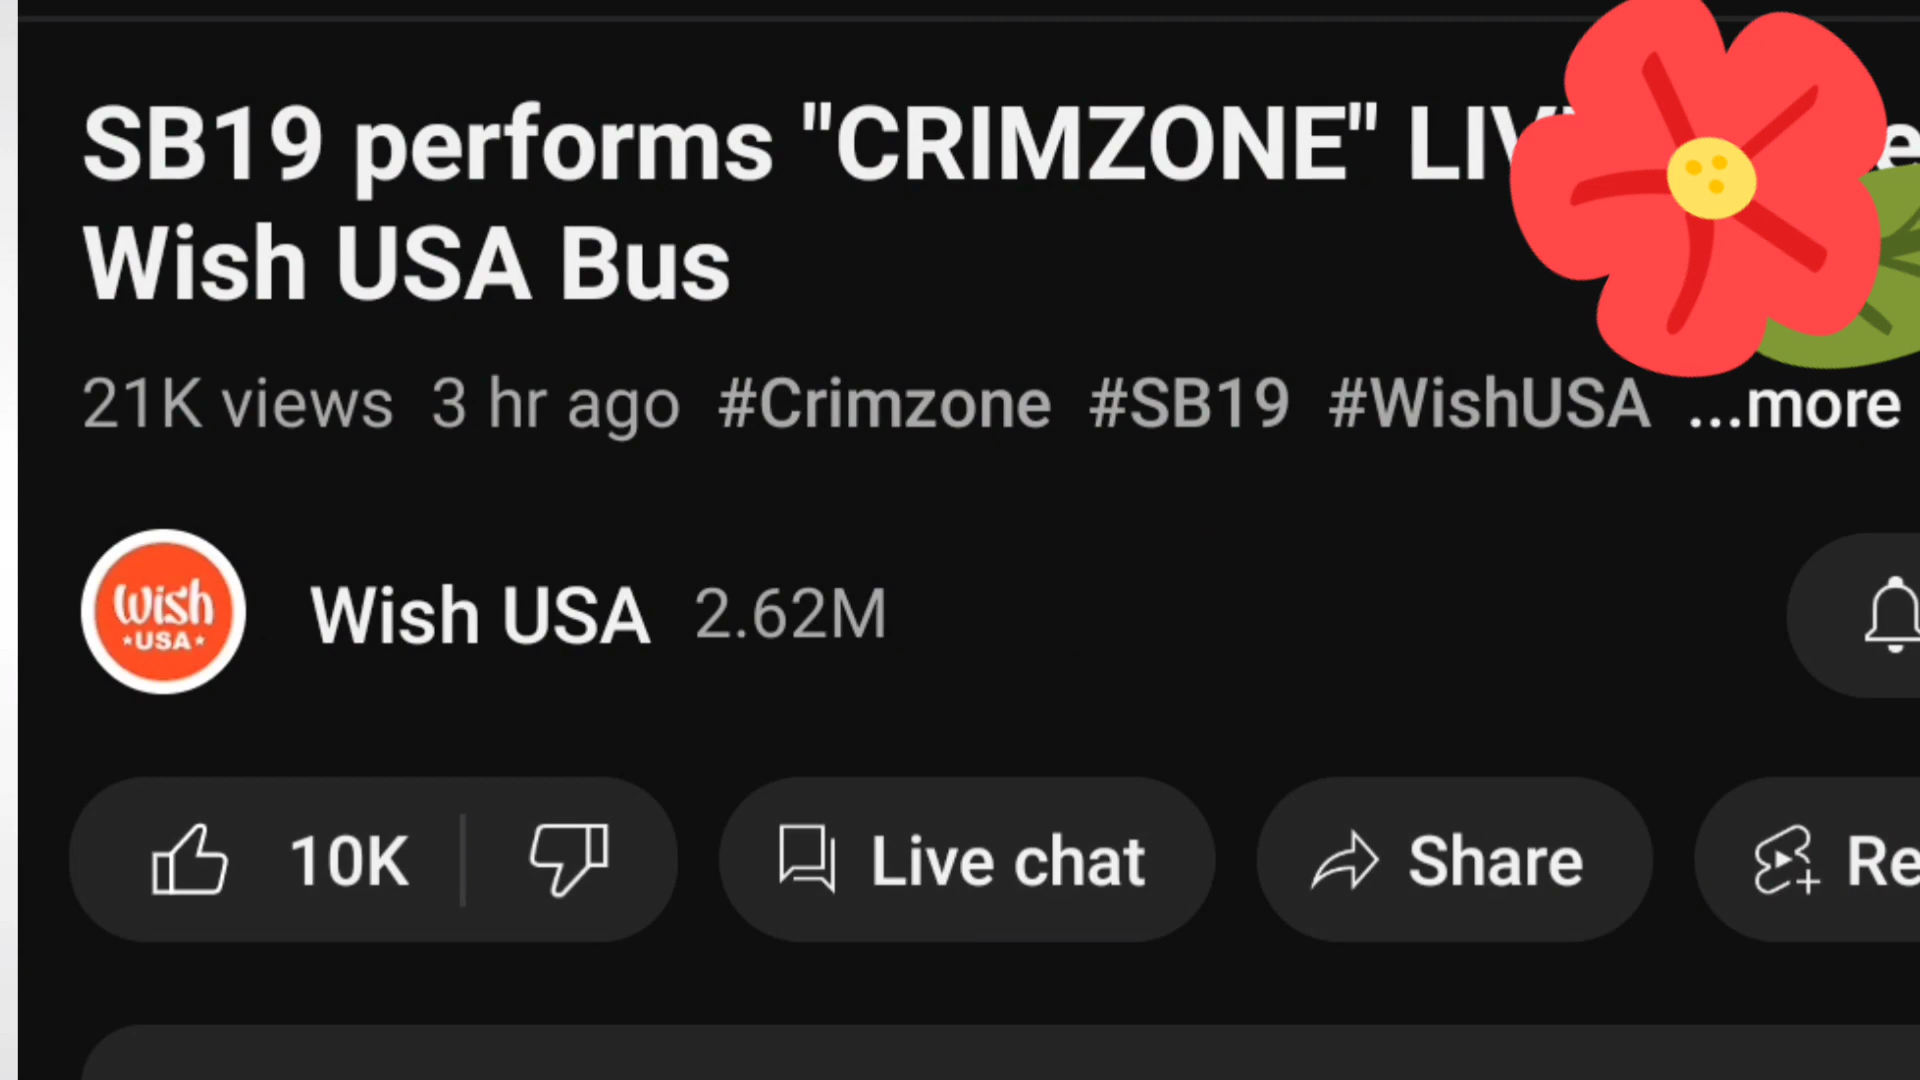 SB19 performs "CRIMZONE" LIV
Wish USA Bus
21K views 3 hr ago #Crimzone #SB19 #WishUSA ...more
Wish
USA
Wish USA 2.62M
10K Live chat Share Re